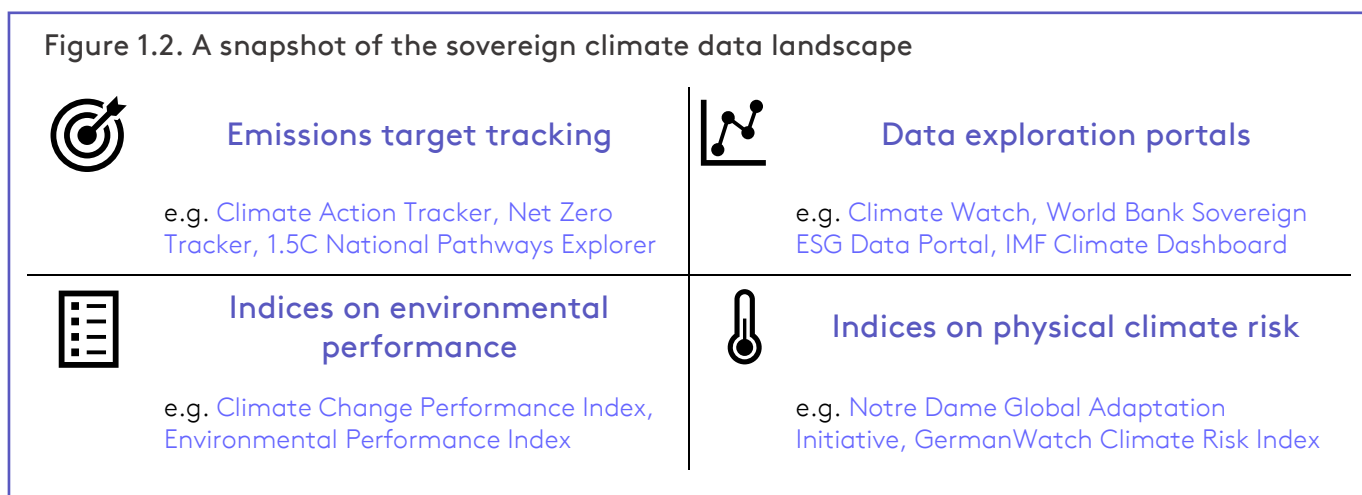 Figure 1.2. A snapshot of the sovereign climate data landscape
Emissions target tracking
e.g. Climate Action Tracker, Net Zero
Tracker, 1.5C National Pathways Explorer
Data exploration portals
e.g. Climate Watch, World Bank Sovereign
ESG Data Portal, IMF Climate Dashboard
Indices on environmental
performance
e.g. Climate Change Performance Index,
Environmental Performance Index
Indices on physical climate risk
e.g. Notre Dame Global Adaptation
Initiative, GermanWatch Climate Risk Index